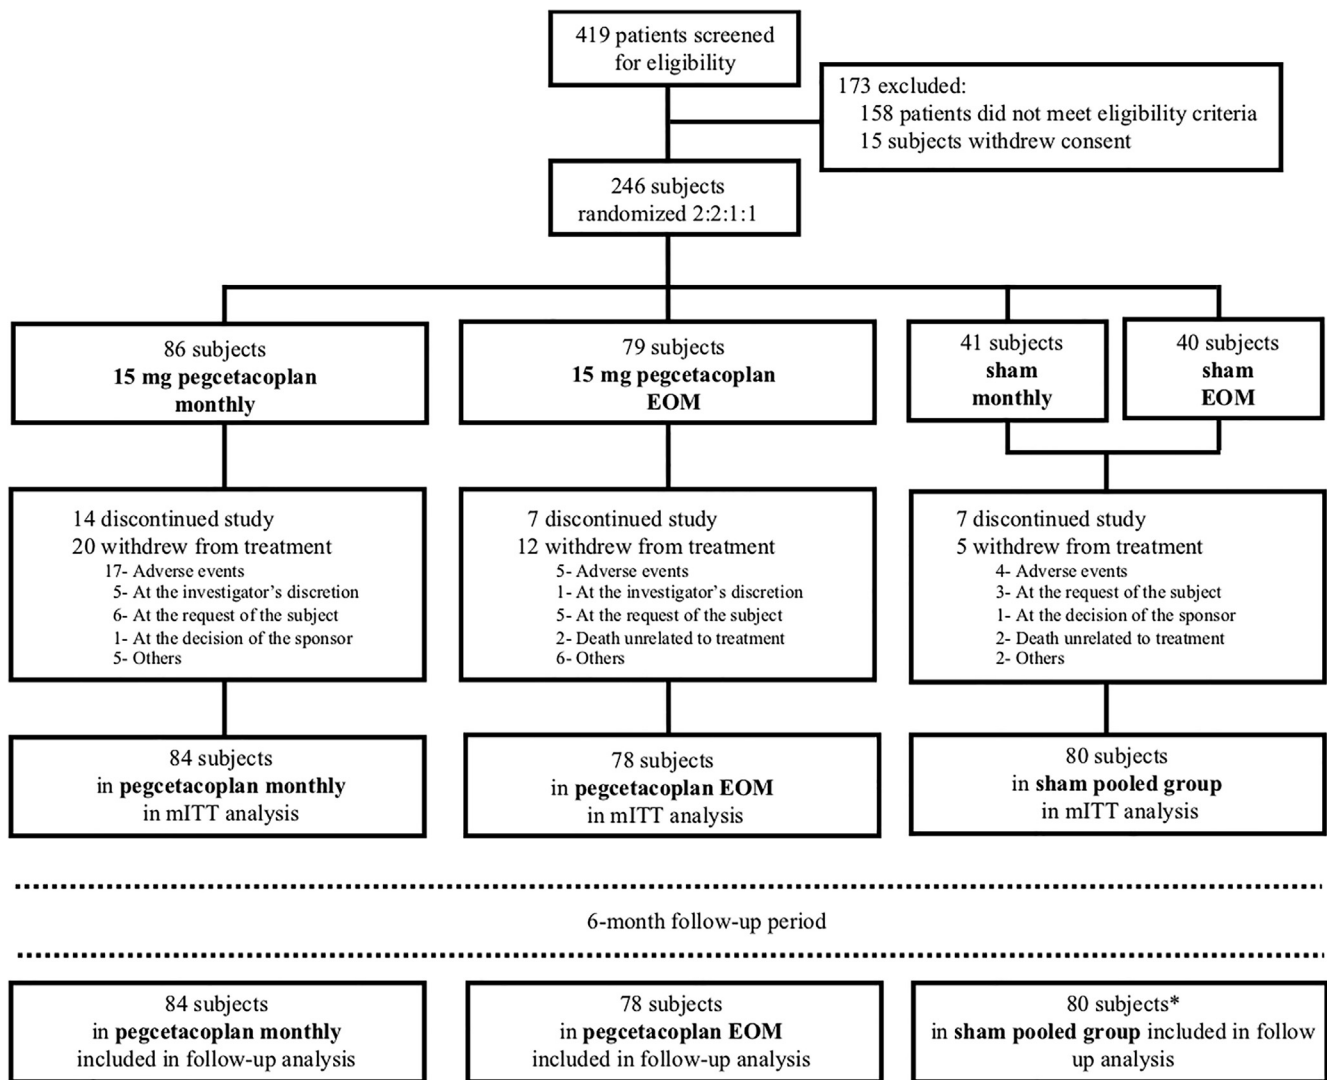 419 patients screened
for eligibility
173 excluded:
158 patients did not meet eligibility criteria
15 subjects withdrew consent
246 subjects
randomized 2:2:1:1
86 subjects
15 mg pegcetacoplan
monthly
79 subjects
15 mg pegcetacoplan
EOM
41 subjects
sham
monthly
40 subjects
sham
EOM
14 discontinued study
20 withdrew from treatment
17- Adverse events
5- At the investigator's discretion
6- At the request of the subject
1- At the decision of the sponsor
5- Others
7 discontinued study
12 withdrew from treatment
5- Adverse events
1- At the investigator's discretion
5- At the request of the subject
2- Death unrelated to treatment
6- Others
7 discontinued study
5 withdrew from treatment
4- Adverse events
3- At the request of the subject
1- At the decision of the sponsor
2- Death unrelated to treatment
2- Others
84 subjects
in pegcetacoplan monthly
in mITT analysis
78 subjects
in pegcetacoplan EOM
in mITT analysis
80 subjects
in sham pooled group
in mITT analysis
6-month follow-up period
84 subjects
in pegcetacoplan monthly
included in follow-up analysis
78 subjects
in pegcetacoplan EOM
included in follow-up analysis
80 subjects*
in sham pooled group included in follow
up analysis